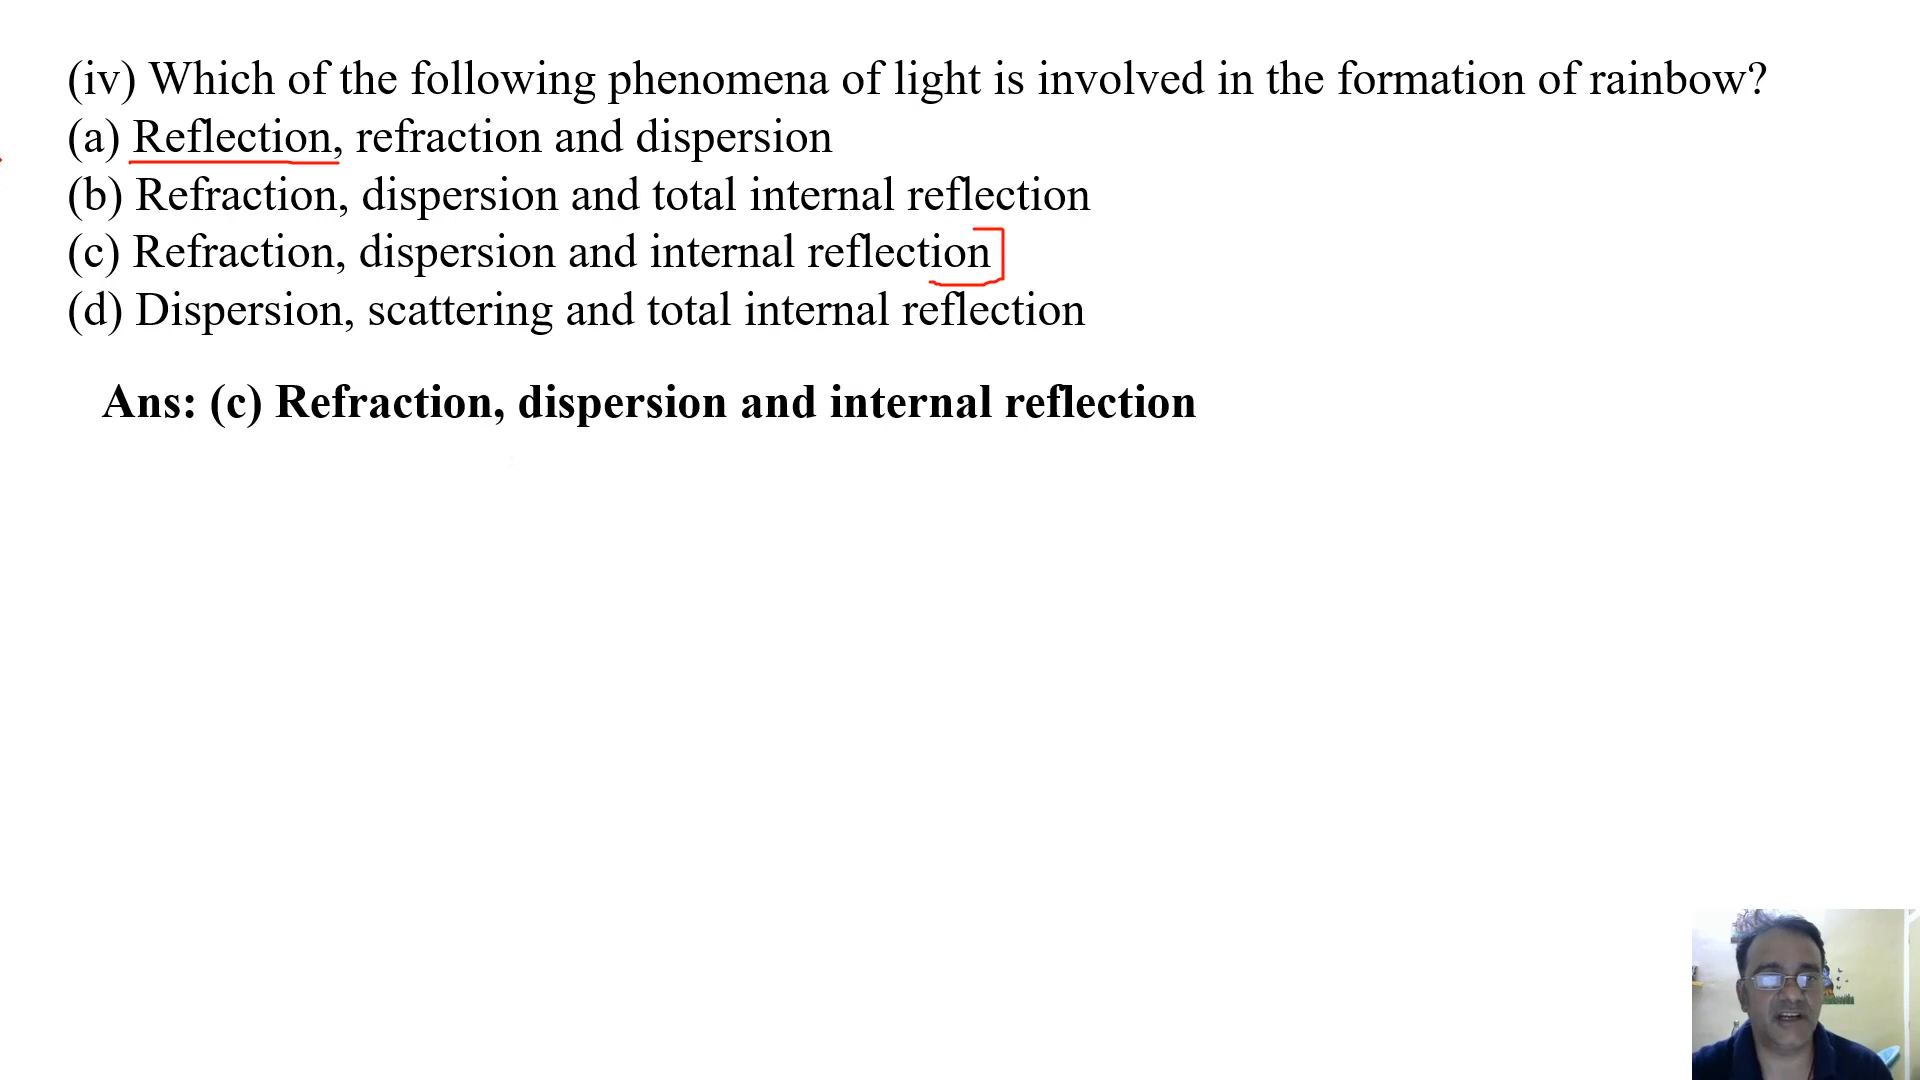 (iv) Which of the following phenomena of light is involved in the formation of rainbow?
(a) Reflection, refraction and dispersion
(b) Refraction, dispersion and total internal reflection
(c) Refraction, dispersion and internal reflection
(d) Dispersion, scattering and total internal reflection
Ans: (c) Refraction, dispersion and internal reflection